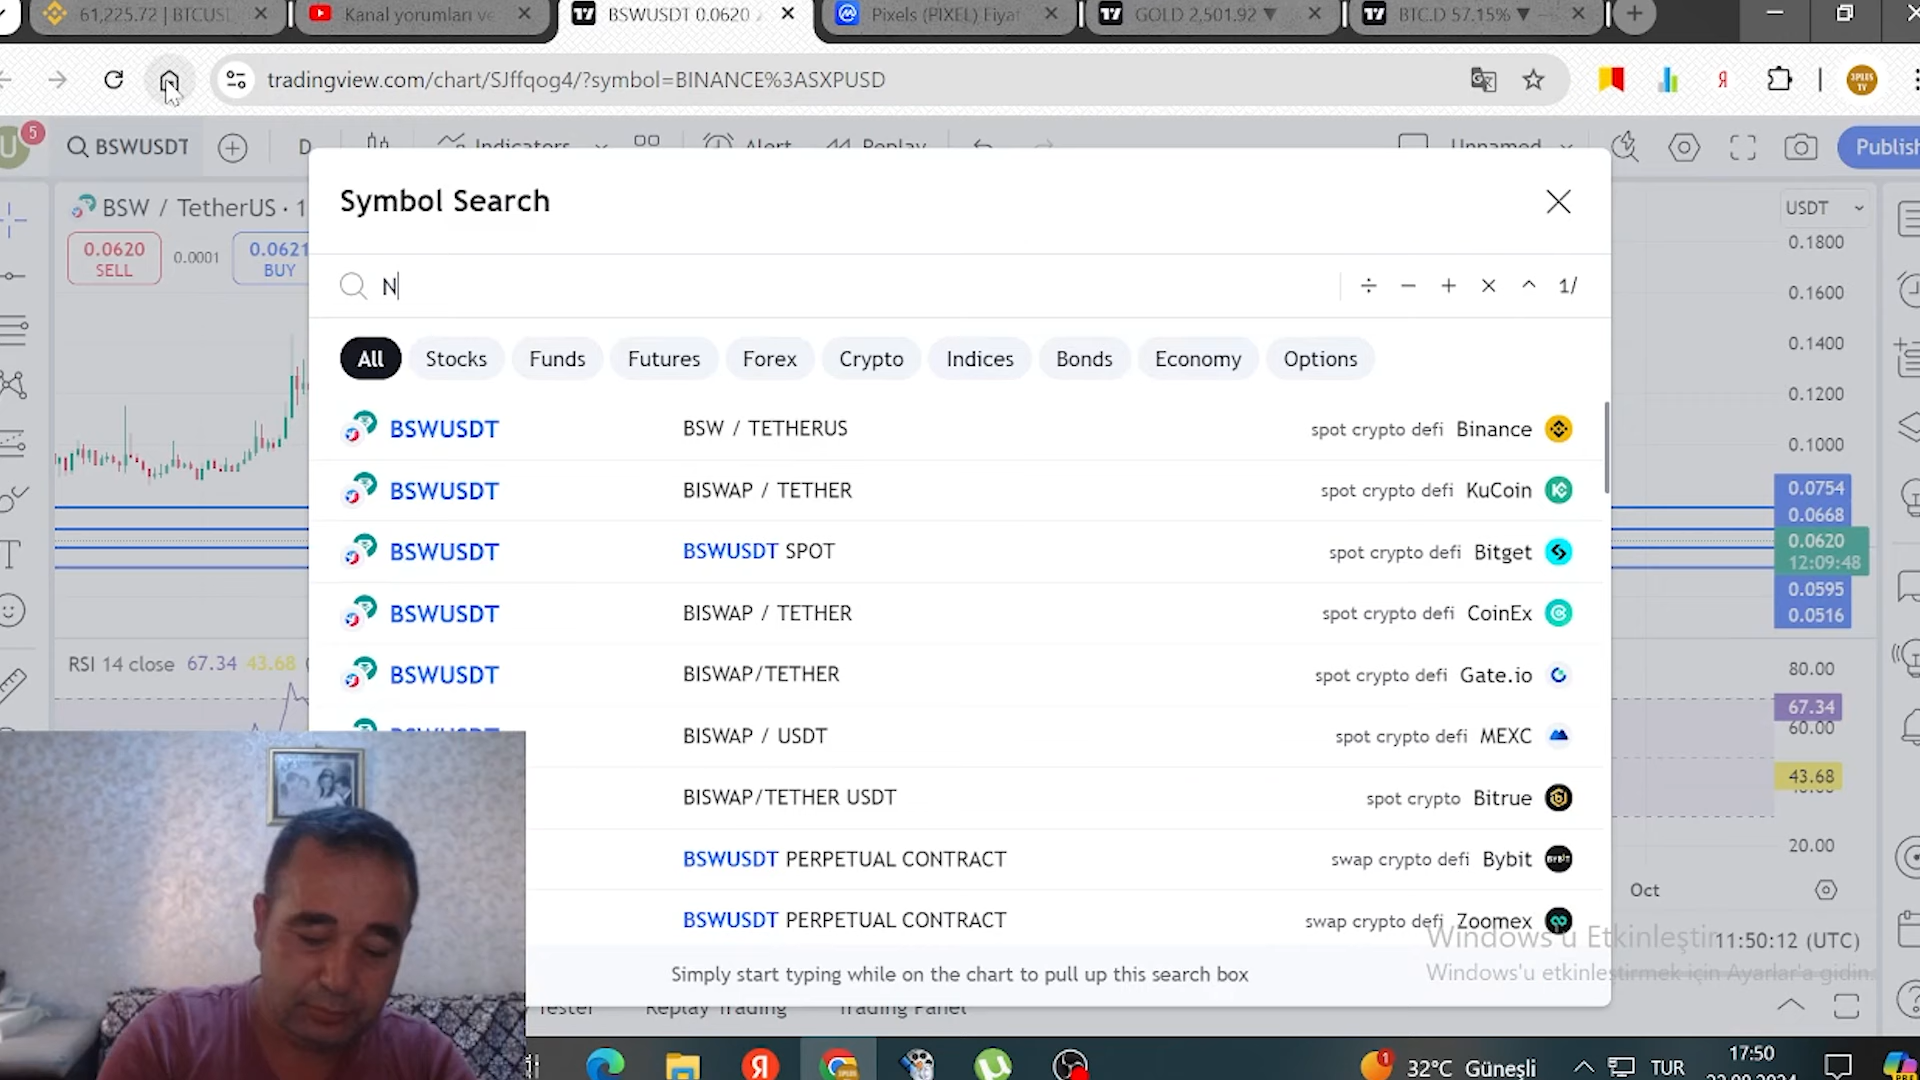 61,225.72 | BTCUS
Kanal yorumları ve
BSWUSDT 0.0620
Pixels (PIXEL) Fiyat
GOLD 2,501.92 ▼
BTC.D 57.15% ▼
tradingview.com/chart/SJffqog4/?symbol=BINANCE%3ASXPUSD
5
BSWUSDT
D
Indicators
Alert
Replay
Unnamed
Publish
BSW / TetherUS · 1
0.0620
SELL
0.0001
0.0621
BUY
Symbol Search
N
÷ − + × ^ 1/
All
Stocks
Funds
Futures
Forex
Crypto
Indices
Bonds
Economy
Options
BSWUSDT BSW / TETHERUS spot crypto defi Binance
BSWUSDT BISWAP / TETHER spot crypto defi KuCoin
BSWUSDT BSWUSDT SPOT spot crypto defi Bitget
BSWUSDT BISWAP / TETHER spot crypto defi CoinEx
BSWUSDT BISWAP/TETHER spot crypto defi Gate.io
BISWAP / USDT spot crypto defi MEXC
BISWAP/TETHER USDT spot crypto Bitrue
BSWUSDT PERPETUAL CONTRACT swap crypto defi Bybit
BSWUSDT PERPETUAL CONTRACT swap crypto defi Zoomex
Simply start typing while on the chart to pull up this search box
USDT
0.1800
0.1600
0.1400
0.1200
0.1000
0.0754
0.0668
0.0620
12:09:48
0.0595
0.0516
RSI 14 close 67.34 43.68
80.00
67.34
60.00
43.68
20.00
Oct
Windows'u Etkinleştir
11:50:12 (UTC)
Windows'u etkinleştirmek için Ayarlar'a gidin.
Tester
Replay Trading
Trading Panel
1
32°C Güneşli
TUR
17:50